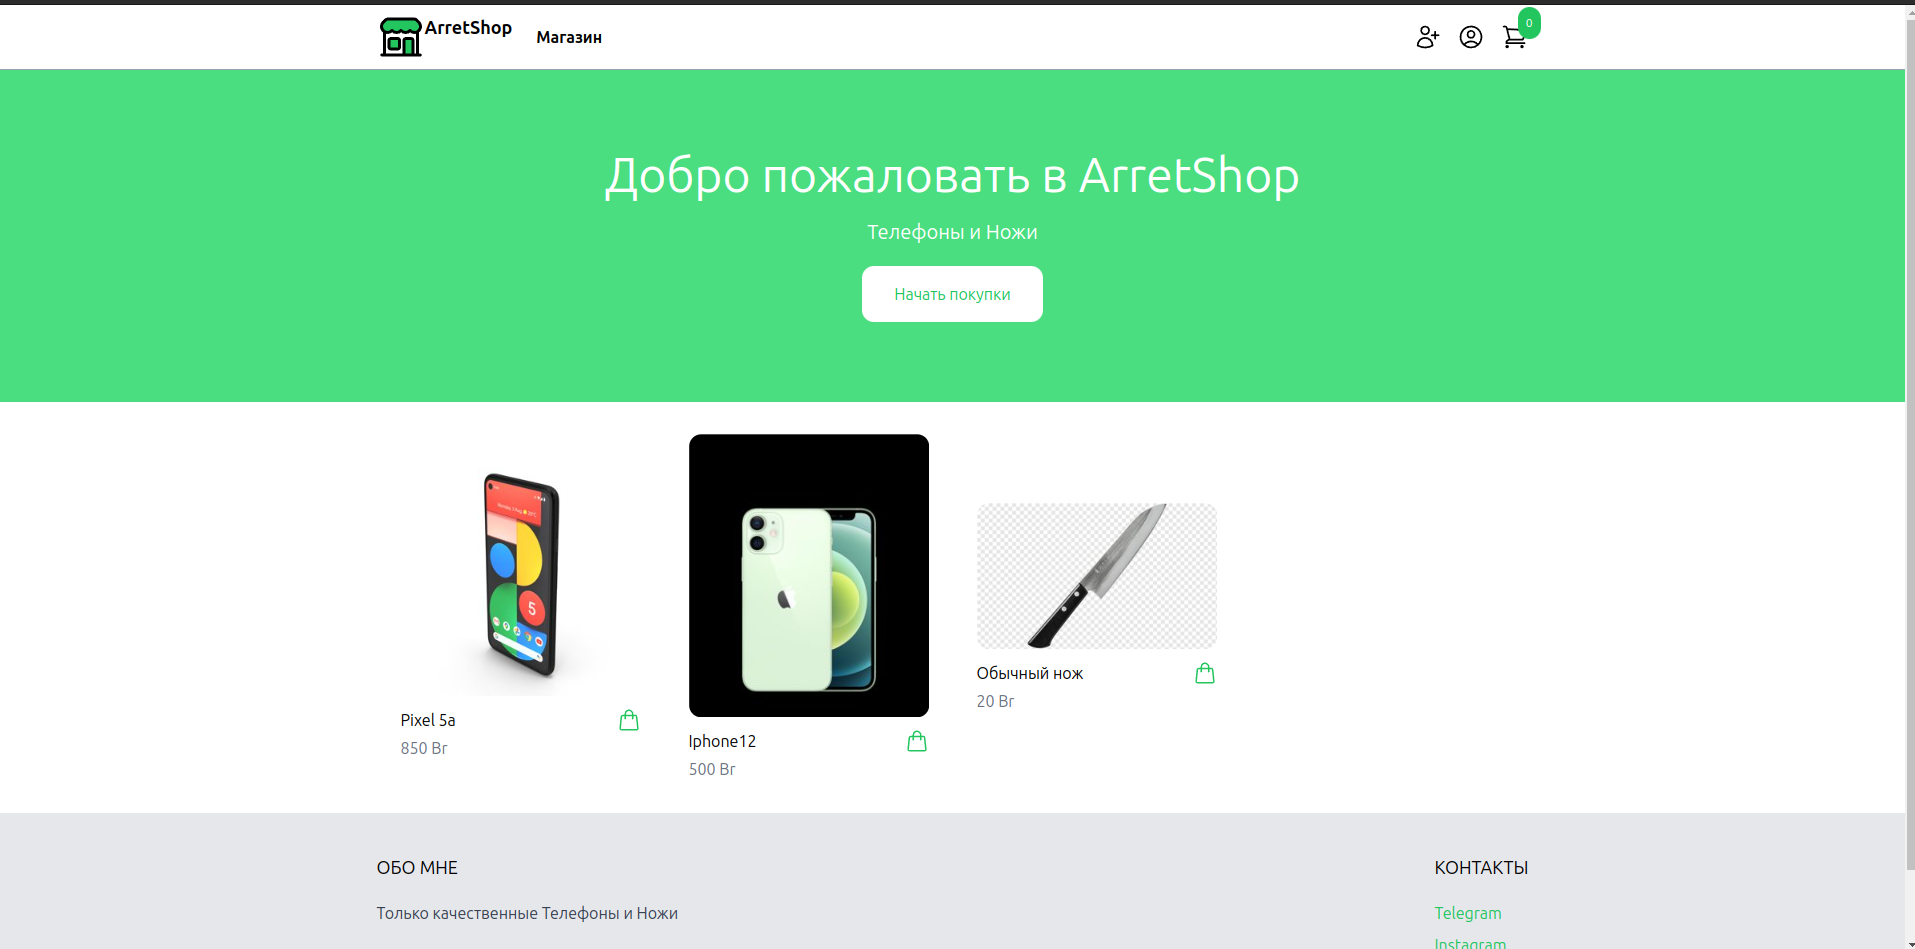 ArretShop
Магазин
0
Добро пожаловать в ArretShop
Телефоны и Ножи
Начать покупки
5
Pixel 5a
850 Br
Iphone12
500 Br
Обычный нож
20 Br
ОБО МНЕ
Только качественные Телефоны и Ножи
КОНТАКТЫ
Telegram
Instagram